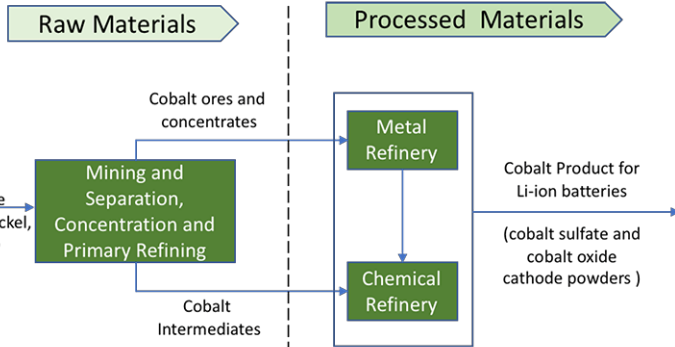 Raw Materials
Processed Materials
Cobalt ores and
concentrates
Metal
Refinery
Mining and
Separation,
Concentration and
Primary Refining
Cobalt Product for
Li-ion batteries
(cobalt sulfate and
cobalt oxide
cathode powders )
Chemical
Refinery
Cobalt
Intermediates